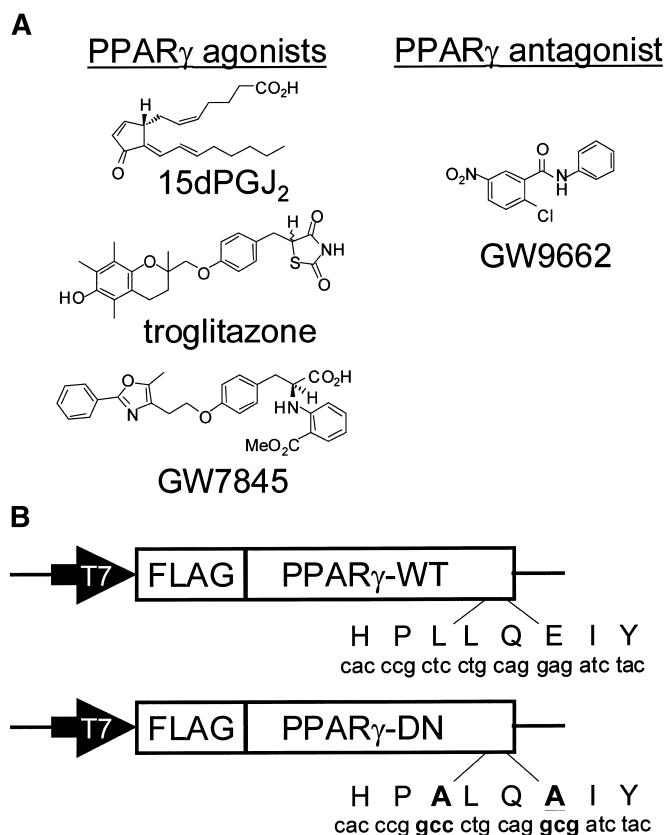 A
PPARγ agonists
PPARγ antagonist
H
CO₂H
O
15dPGJ₂
O₂N
O
N
H
Cl
GW9662
H
O
O
O
NH
S
O
HO
troglitazone
O
N
O
CO₂H
H
HN
MeO₂C
GW7845
B
T7 FLAG PPARγ-WT
H P L L Q E I Y
cac ccg ctc ctg cag gag atc tac
T7 FLAG PPARγ-DN
H P A L Q A I Y
cac ccg gcc ctg cag gcg atc tac